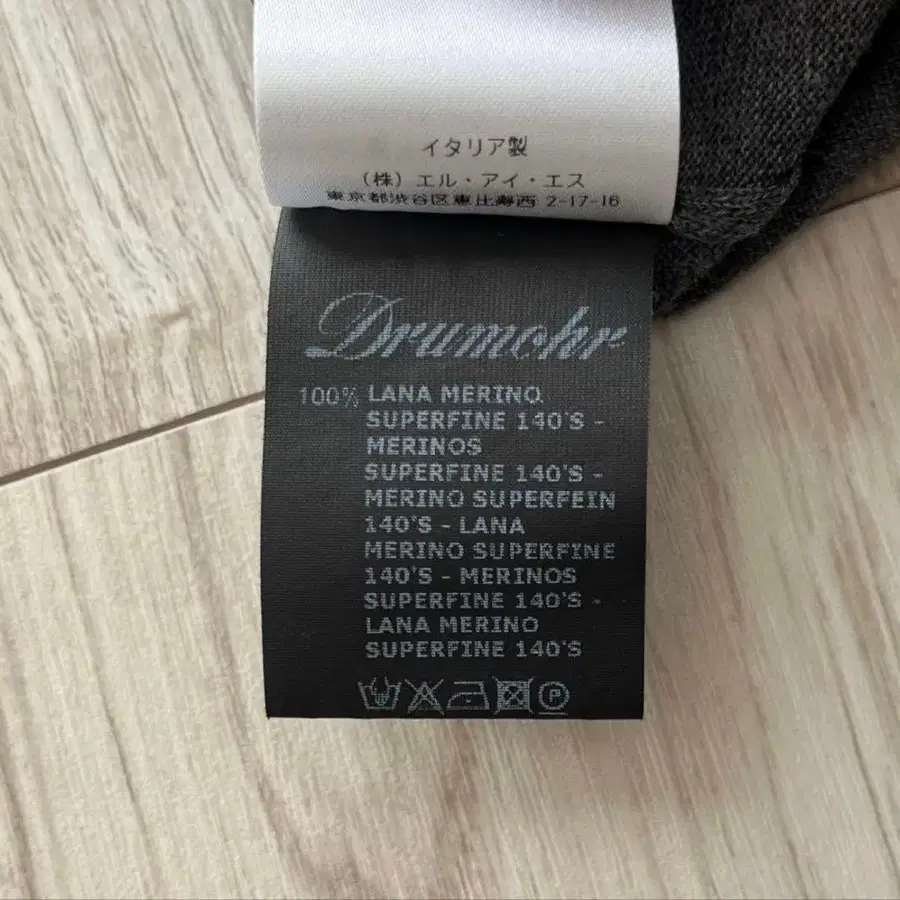 イタリア製
（株）エル・アイ・エス
東京都渋谷区恵比寿西 2-17-16
Drumohr
100% LANA MERINO
SUPERFINE 140'S -
MERINOS
SUPERFINE 140'S -
MERINO SUPERFEIN
140'S - LANA
MERINO SUPERFINE
140'S - MERINOS
SUPERFINE 140'S -
LANA MERINO
SUPERFINE 140'S
P